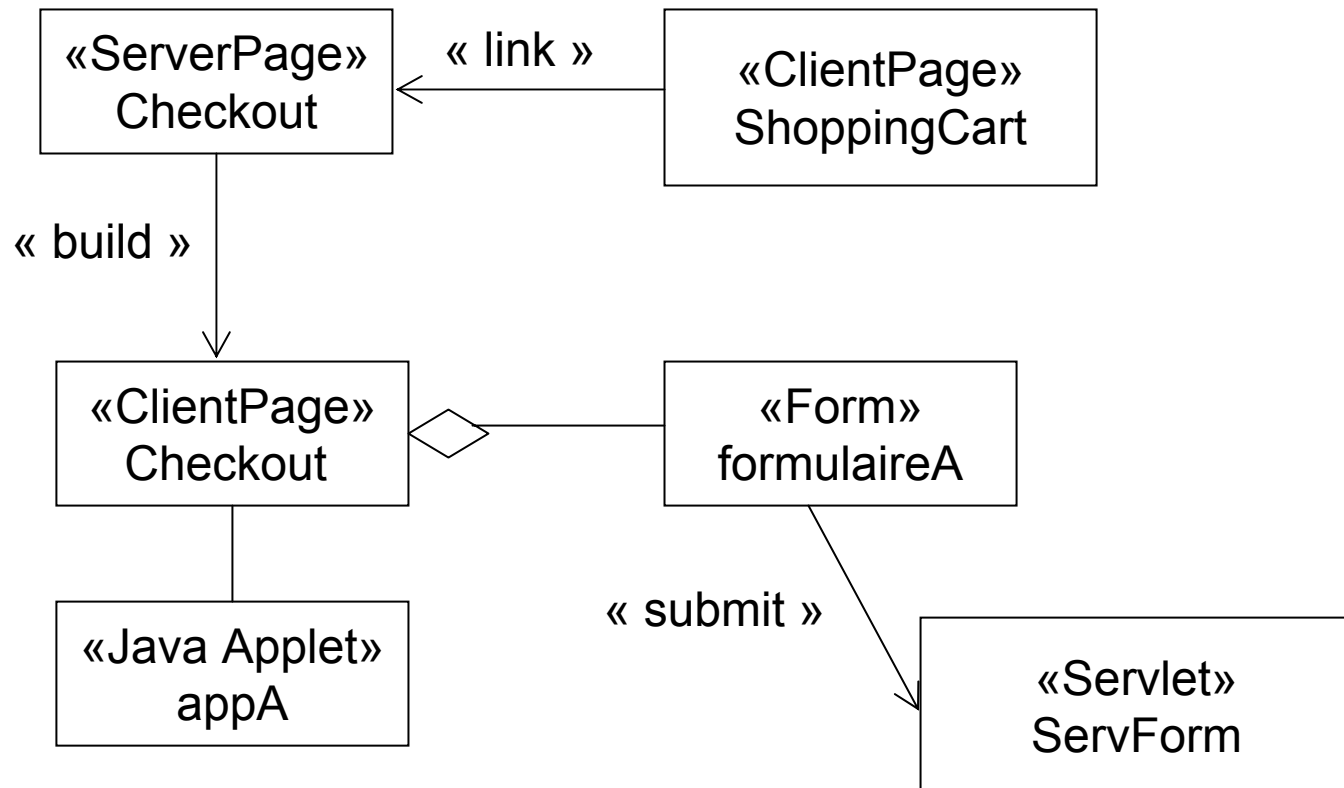 «ServerPage»
Checkout
« link »
«ClientPage»
ShoppingCart
« build »
«ClientPage»
Checkout
«Form»
formulaireA
« submit »
«Java Applet»
appA
«Servlet»
ServForm